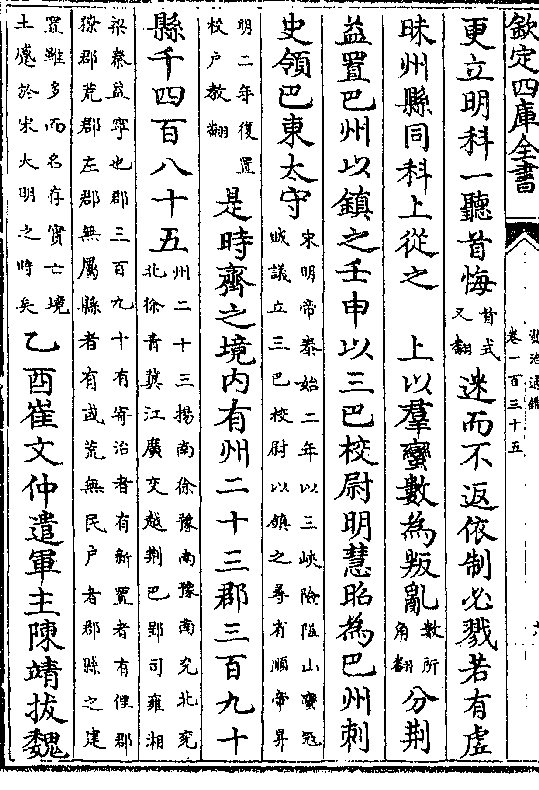 欽定四庫全書
資治通鑑
卷一百三十五
更立明科一聽首悔首式又翻迷而不返依制必戮若有虛
昧州縣同科上從之　上以羣蠻數為叛亂數所角翻分荆
益置巴州以鎮之壬申以三巴校尉明慧昭為巴州刺
史領巴東太守宋明帝泰始二年以三峽險隘山蠻寇賊議立三巴校尉以鎮之尋省順帝昇
明二年復置校戶教翻是時齊之境内有州二十三郡三百九十
縣千四百八十五州二十三揚南徐豫南豫南兖北兖北徐青冀江廣交越荆巴郢司雍湘
梁秦益寧也郡三百九十有寄治者有新置者有俚郡獠郡荒郡左郡無屬縣者有或荒無民戶者郡縣之建
置雖多而名存實亡境土蹙於宋大明之時矣乙酉崔文仲遣軍主陳靖拔魏